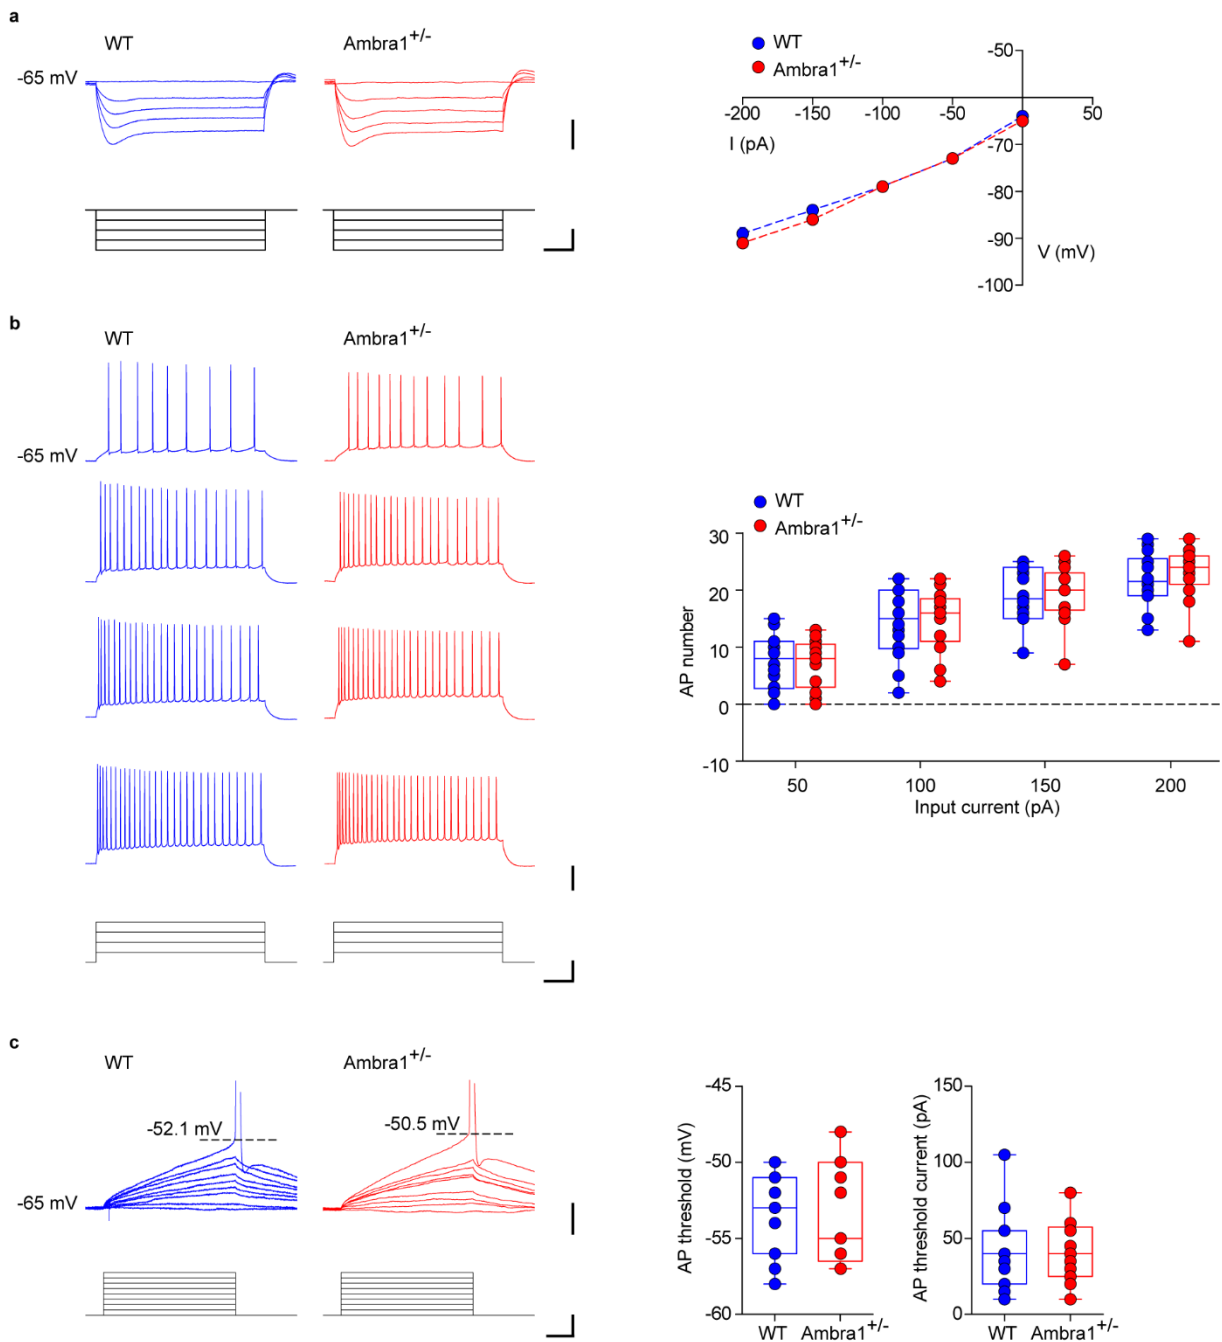 a
WT
Ambra1+/-
-65 mV
WT
Ambra1+/-
-50
-200
-150
-100
-50
50
I (pA)
-70
-80
-90
-100
V (mV)
b
WT
Ambra1+/-
-65 mV
WT
Ambra1+/-
30
20
10
0
-10
AP number
50
100
150
200
Input current (pA)
c
WT
Ambra1+/-
-52.1 mV
-50.5 mV
-65 mV
-45
-50
-55
-60
AP threshold (mV)
WT
Ambra1+/-
150
100
50
0
AP threshold current (pA)
WT
Ambra1+/-